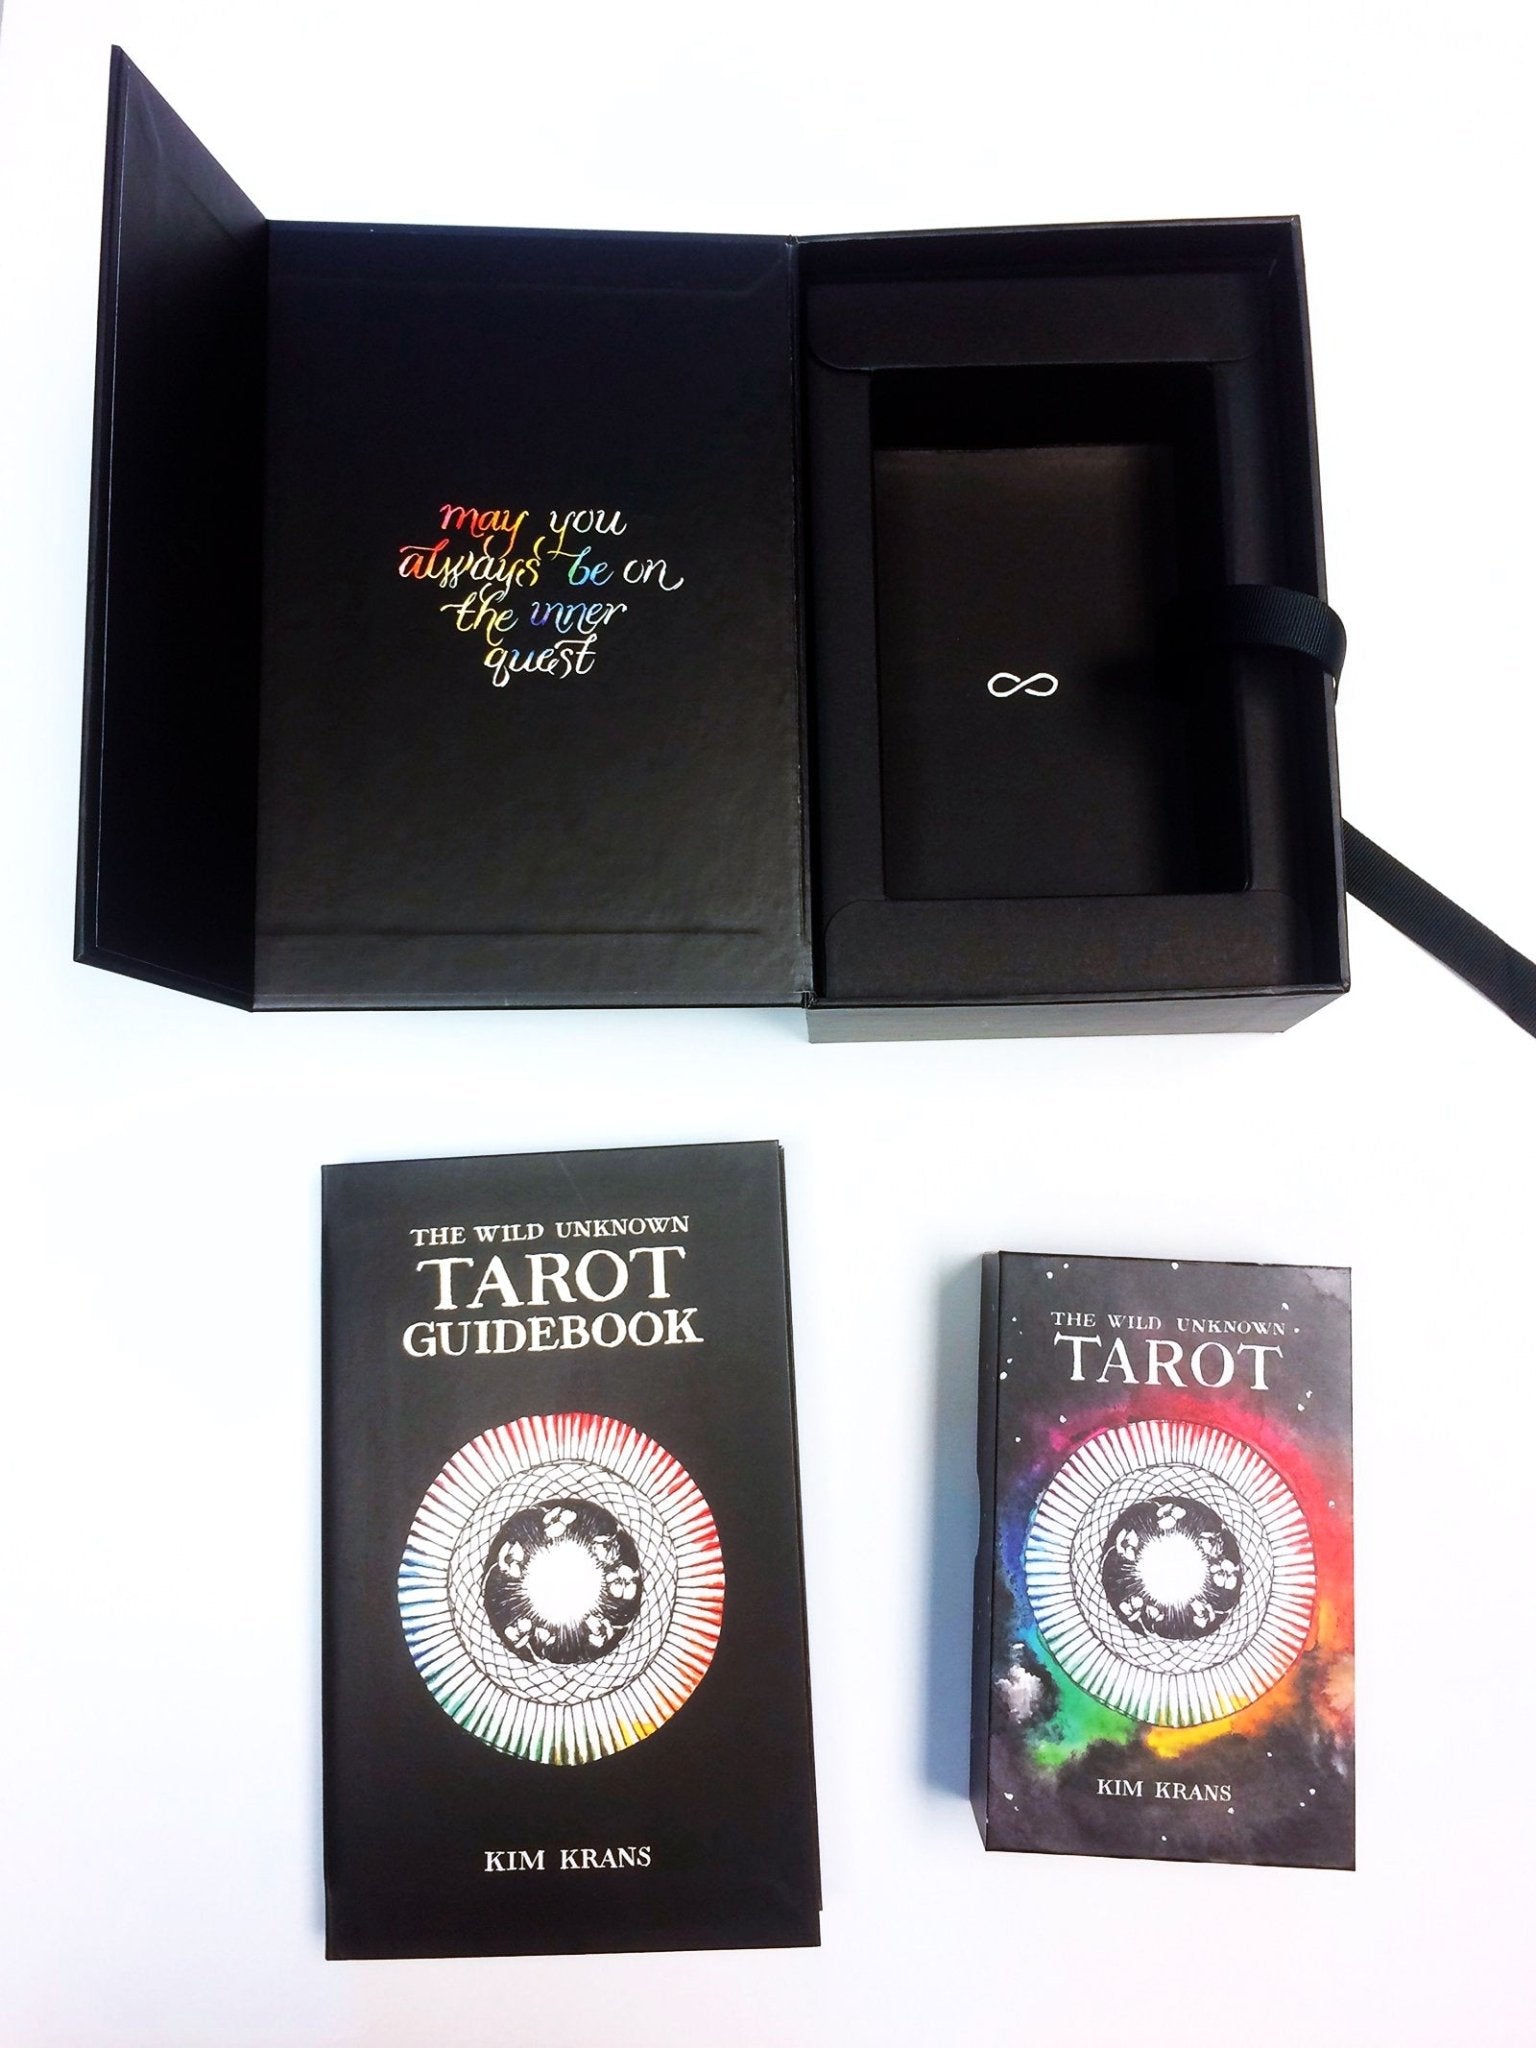 may you
always be on
the inner
quest
THE WILD UNKNOWN
TAROT
GUIDEBOOK
KIM KRANS
THE WILD UNKNOWN
TAROT
KIM KRANS